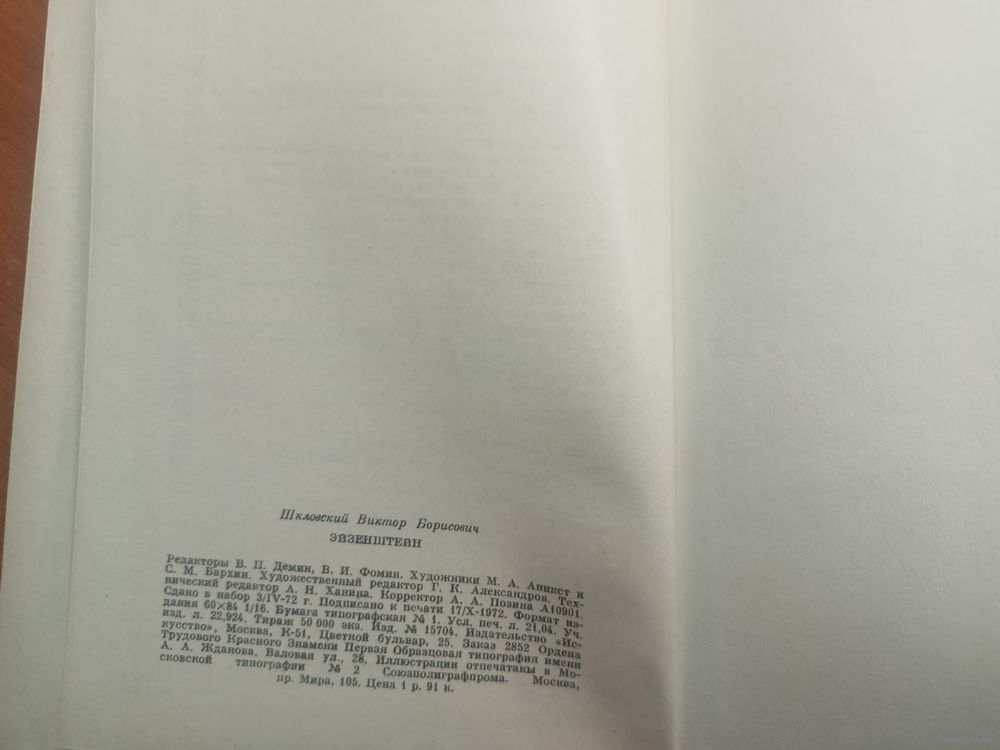 Шкловский Виктор Борисович
ЭЙЗЕНШТЕЙН
Редакторы В. П. Демин, В. И. Фомин. Художники М. А. Аникст и
С. М. Бархин. Художественный редактор Г. К. Александров. Тех-
нический редактор А. Н. Ханина. Корректор А. А. Позина А10901.
Сдано в набор 3/IV-72 г. Подписано к печати 17/X-1972. Формат из-
дания 60×84 1/16. Бумага типографская № 1. Усл. печ. л. 21,04. Уч.
изд. л. 22,924. Тираж 50 000 экз. Изд. № 15704. Издательство «Ис-
кусство», Москва, К-51, Цветной бульвар, 25. Заказ 2852 Ордена
Трудового Красного Знамени Первая Образцовая типография имени
А. А. Жданова. Валовая ул., 28. Иллюстрации отпечатаны в Мо-
сковской типографии № 2 Союзполиграфпрома. Москва,
пр. Мира, 105. Цена 1 р. 91 к.